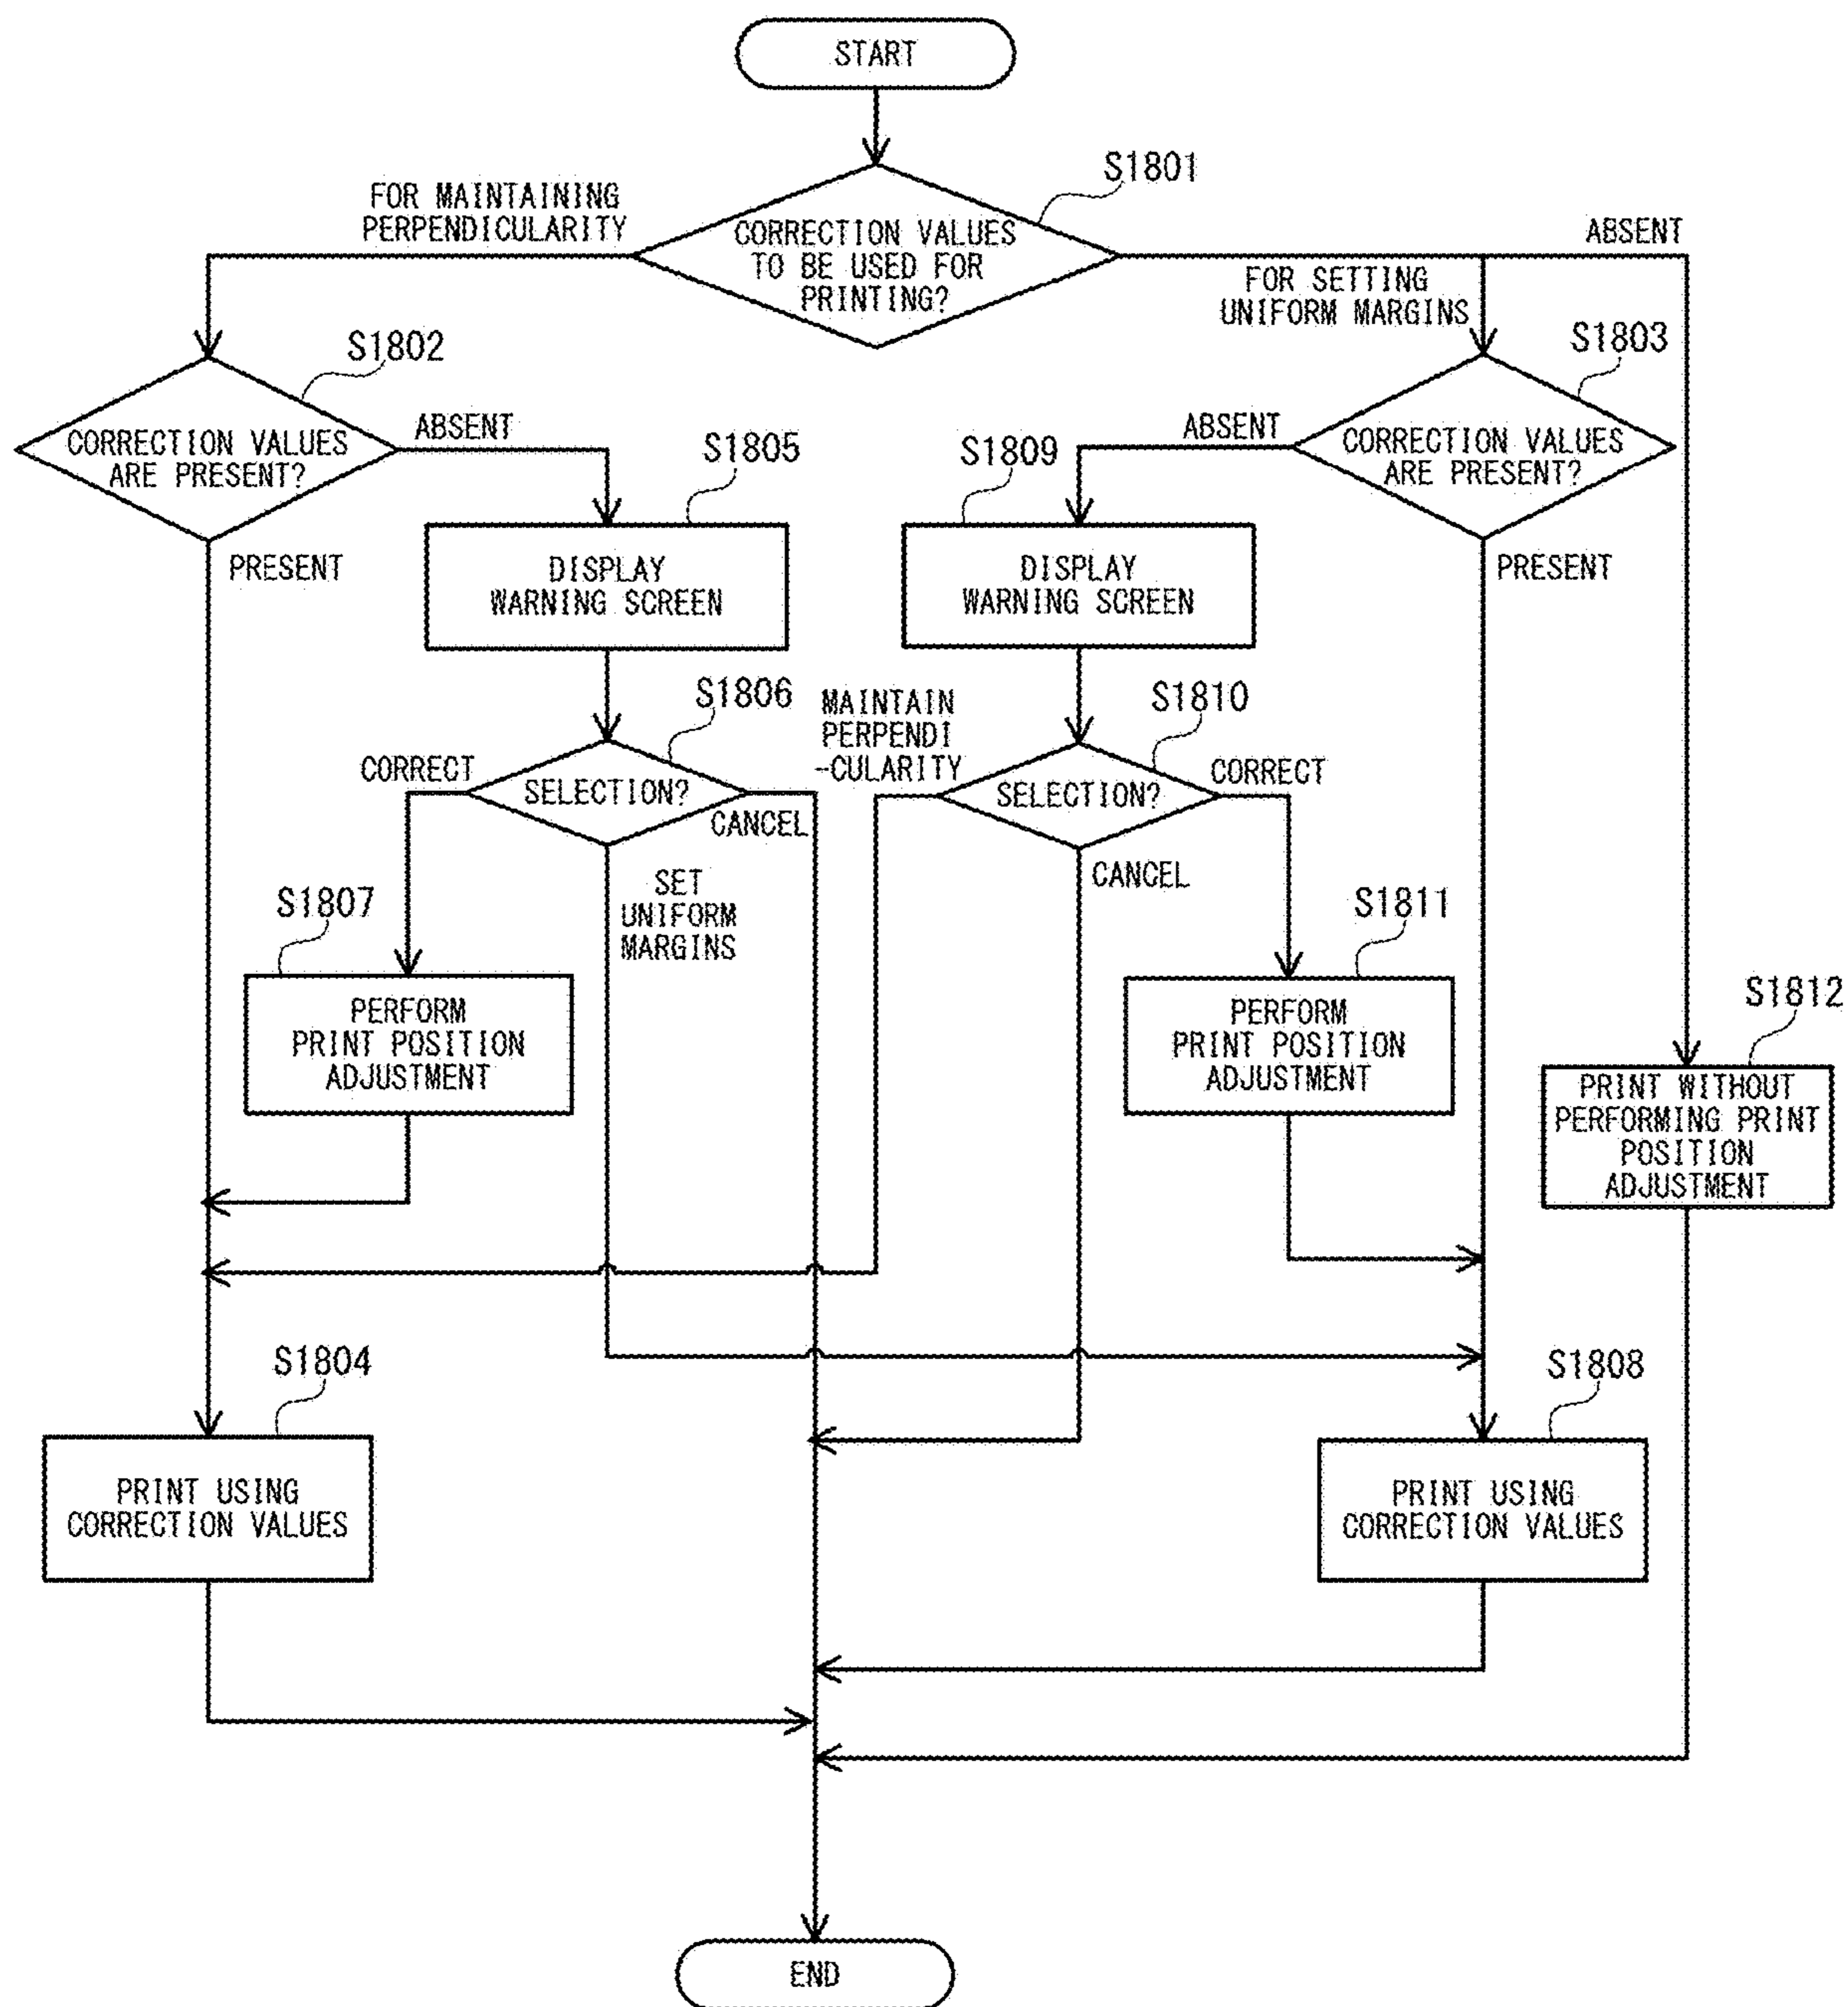 START
S1801
FOR MAINTAINING
PERPENDICULARITY
CORRECTION VALUES
TO BE USED FOR
PRINTING?
ABSENT
FOR SETTING
UNIFORM MARGINS
S1802
S1803
CORRECTION VALUES
ARE PRESENT?
ABSENT
S1805
S1809
ABSENT
CORRECTION VALUES
ARE PRESENT?
PRESENT
DISPLAY
WARNING SCREEN
DISPLAY
WARNING SCREEN
PRESENT
S1806
MAINTAIN
PERPENDI
-CULARITY
S1810
CORRECT
SELECTION?
CANCEL
SELECTION?
CORRECT
SET
UNIFORM
MARGINS
CANCEL
S1807
S1811
PERFORM
PRINT POSITION
ADJUSTMENT
PERFORM
PRINT POSITION
ADJUSTMENT
S1812
PRINT WITHOUT
PERFORMING PRINT
POSITION
ADJUSTMENT
S1804
S1808
PRINT USING
CORRECTION VALUES
PRINT USING
CORRECTION VALUES
END